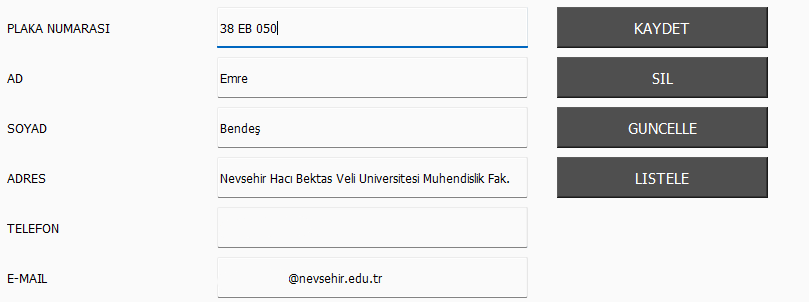 PLAKA NUMARASI 38 EB 050 KAYDET
AD Emre SIL
SOYAD Bendeş GUNCELLE
ADRES Nevsehir Hacı Bektas Veli Universitesi Muhendislik Fak. LISTELE
TELEFON
E-MAIL @nevsehir.edu.tr